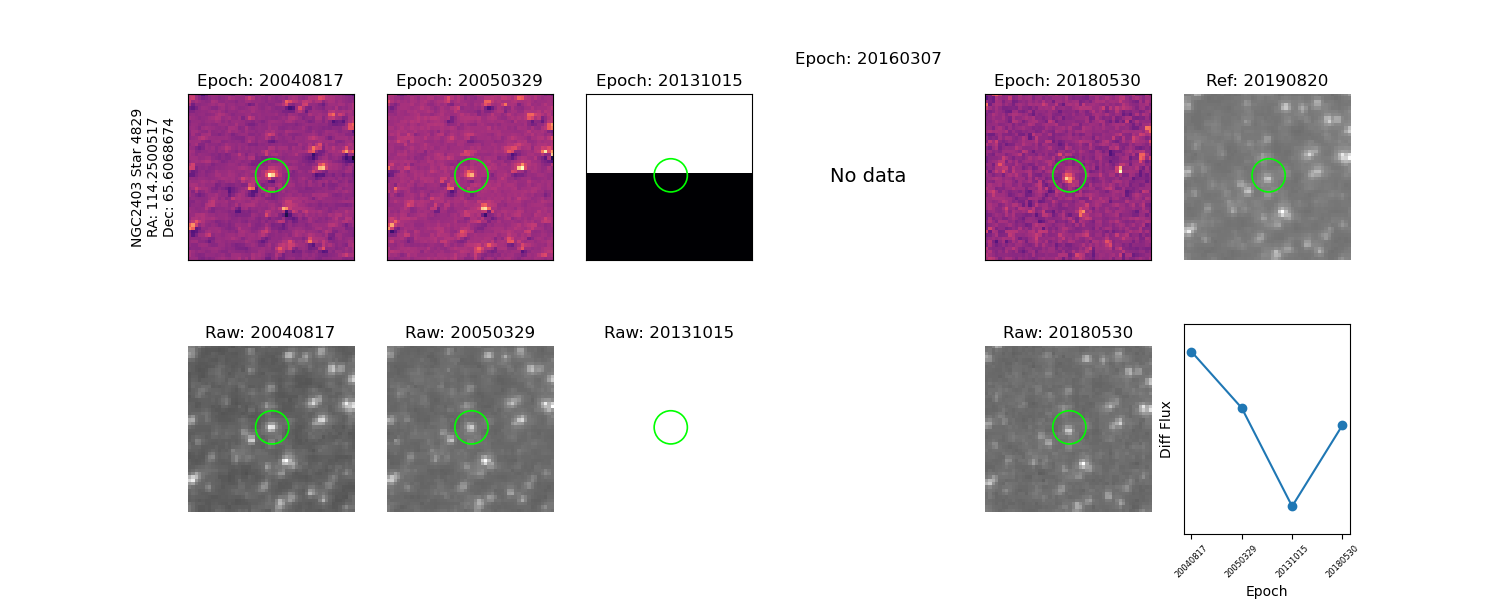 Epoch: 20160307
Epoch: 20040817
Epoch: 20050329
Epoch: 20131015
Epoch: 20180530
Ref: 20190820
NGC2403 Star 4829
RA: 114.2500517
Dec: 65.6068674
No data
Raw: 20040817
Raw: 20050329
Raw: 20131015
Raw: 20180530
Diff Flux
20040817
20050329
20131015
20180530
Epoch